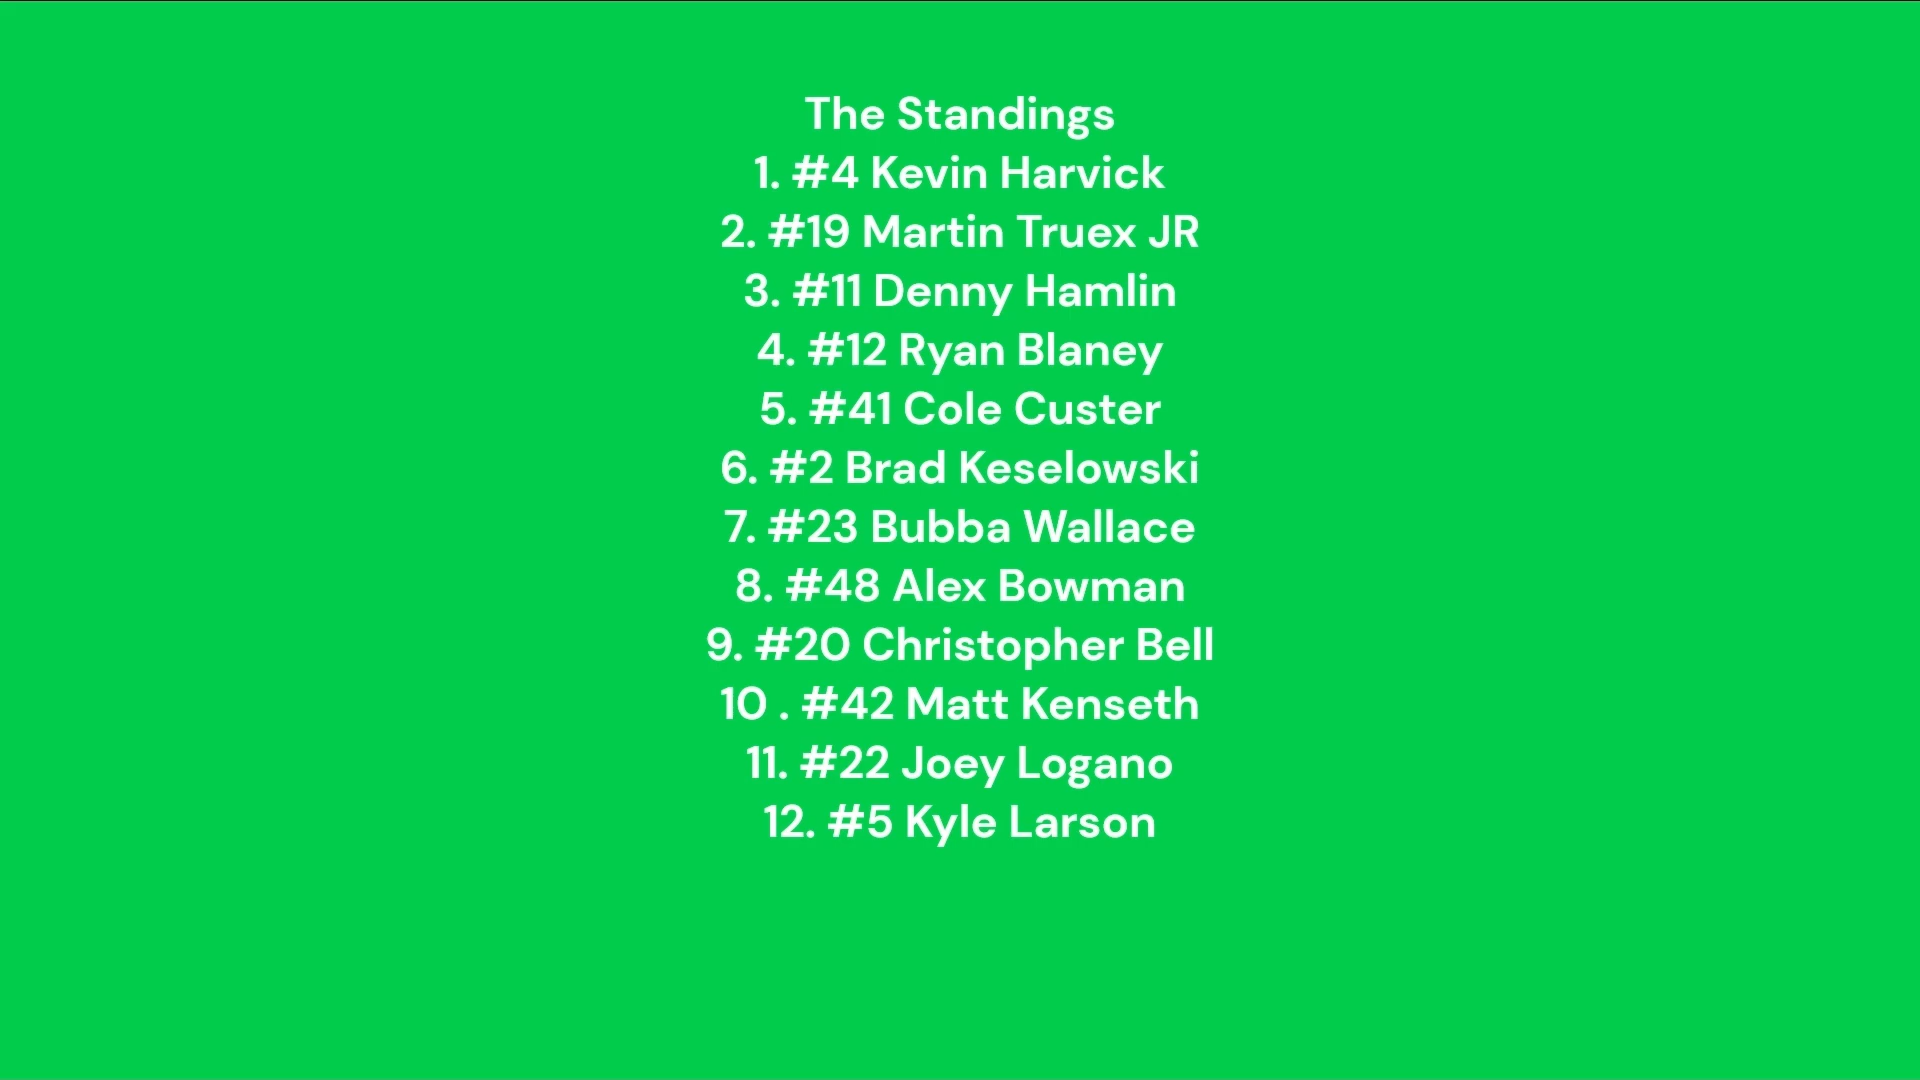 The Standings
1. #4 Kevin Harvick
2. #19 Martin Truex JR
3. #11 Denny Hamlin
4. #12 Ryan Blaney
5. #41 Cole Custer
6. #2 Brad Keselowski
7. #23 Bubba Wallace
8. #48 Alex Bowman
9. #20 Christopher Bell
10 . #42 Matt Kenseth
11. #22 Joey Logano
12. #5 Kyle Larson